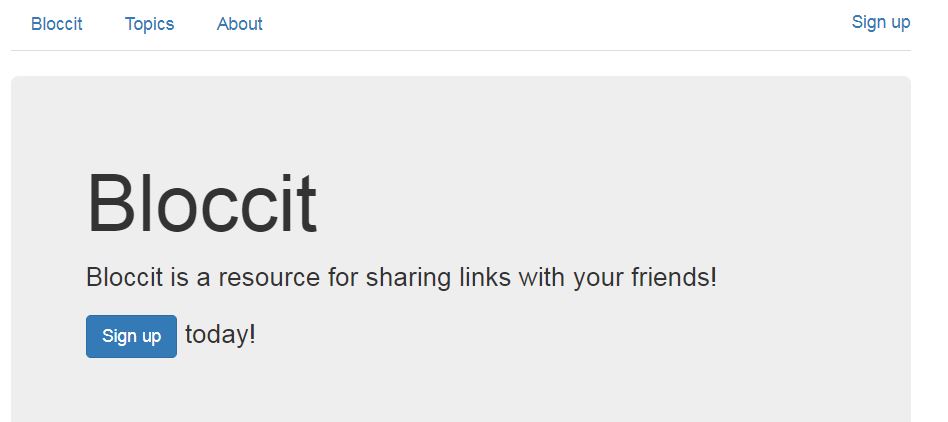 Bloccit Topics About Sign up
Bloccit
Bloccit is a resource for sharing links with your friends!
Sign up today!